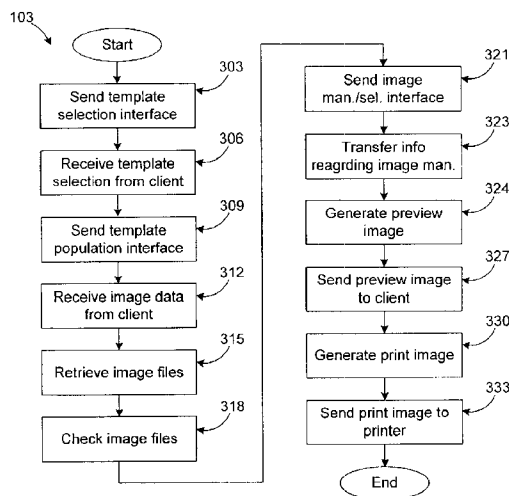 103
Start
303
Send template
selection interface
306
Receive template
selection from client
309
Send template
population interface
312
Receive image data
from client
315
Retrieve image files
318
Check image files
321
Send image
man./sel. interface
323
Transfer info
reagrding image man.
324
Generate preview
image
327
Send preview image
to client
330
Generate print image
333
Send print image to
printer
End